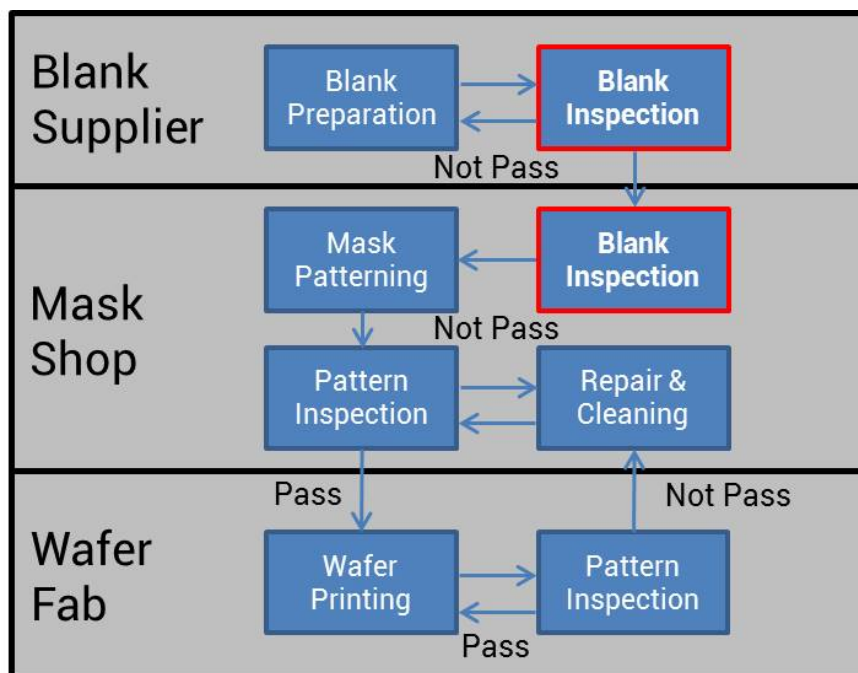 Blank
Supplier
Blank
Preparation
Blank
Inspection
Not Pass
Mask
Shop
Mask
Patterning
Blank
Inspection
Not Pass
Pattern
Inspection
Repair &
Cleaning
Pass
Not Pass
Wafer
Fab
Wafer
Printing
Pattern
Inspection
Pass